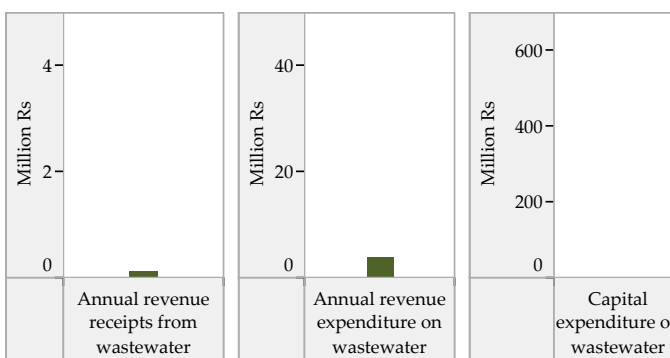 Million Rs
4
2
0
Annual revenue
receipts from
wastewater
Million Rs
40
20
0
Annual revenue
expenditure on
wastewater
Million Rs
600
400
200
0
Capital
expenditure o
wastewater